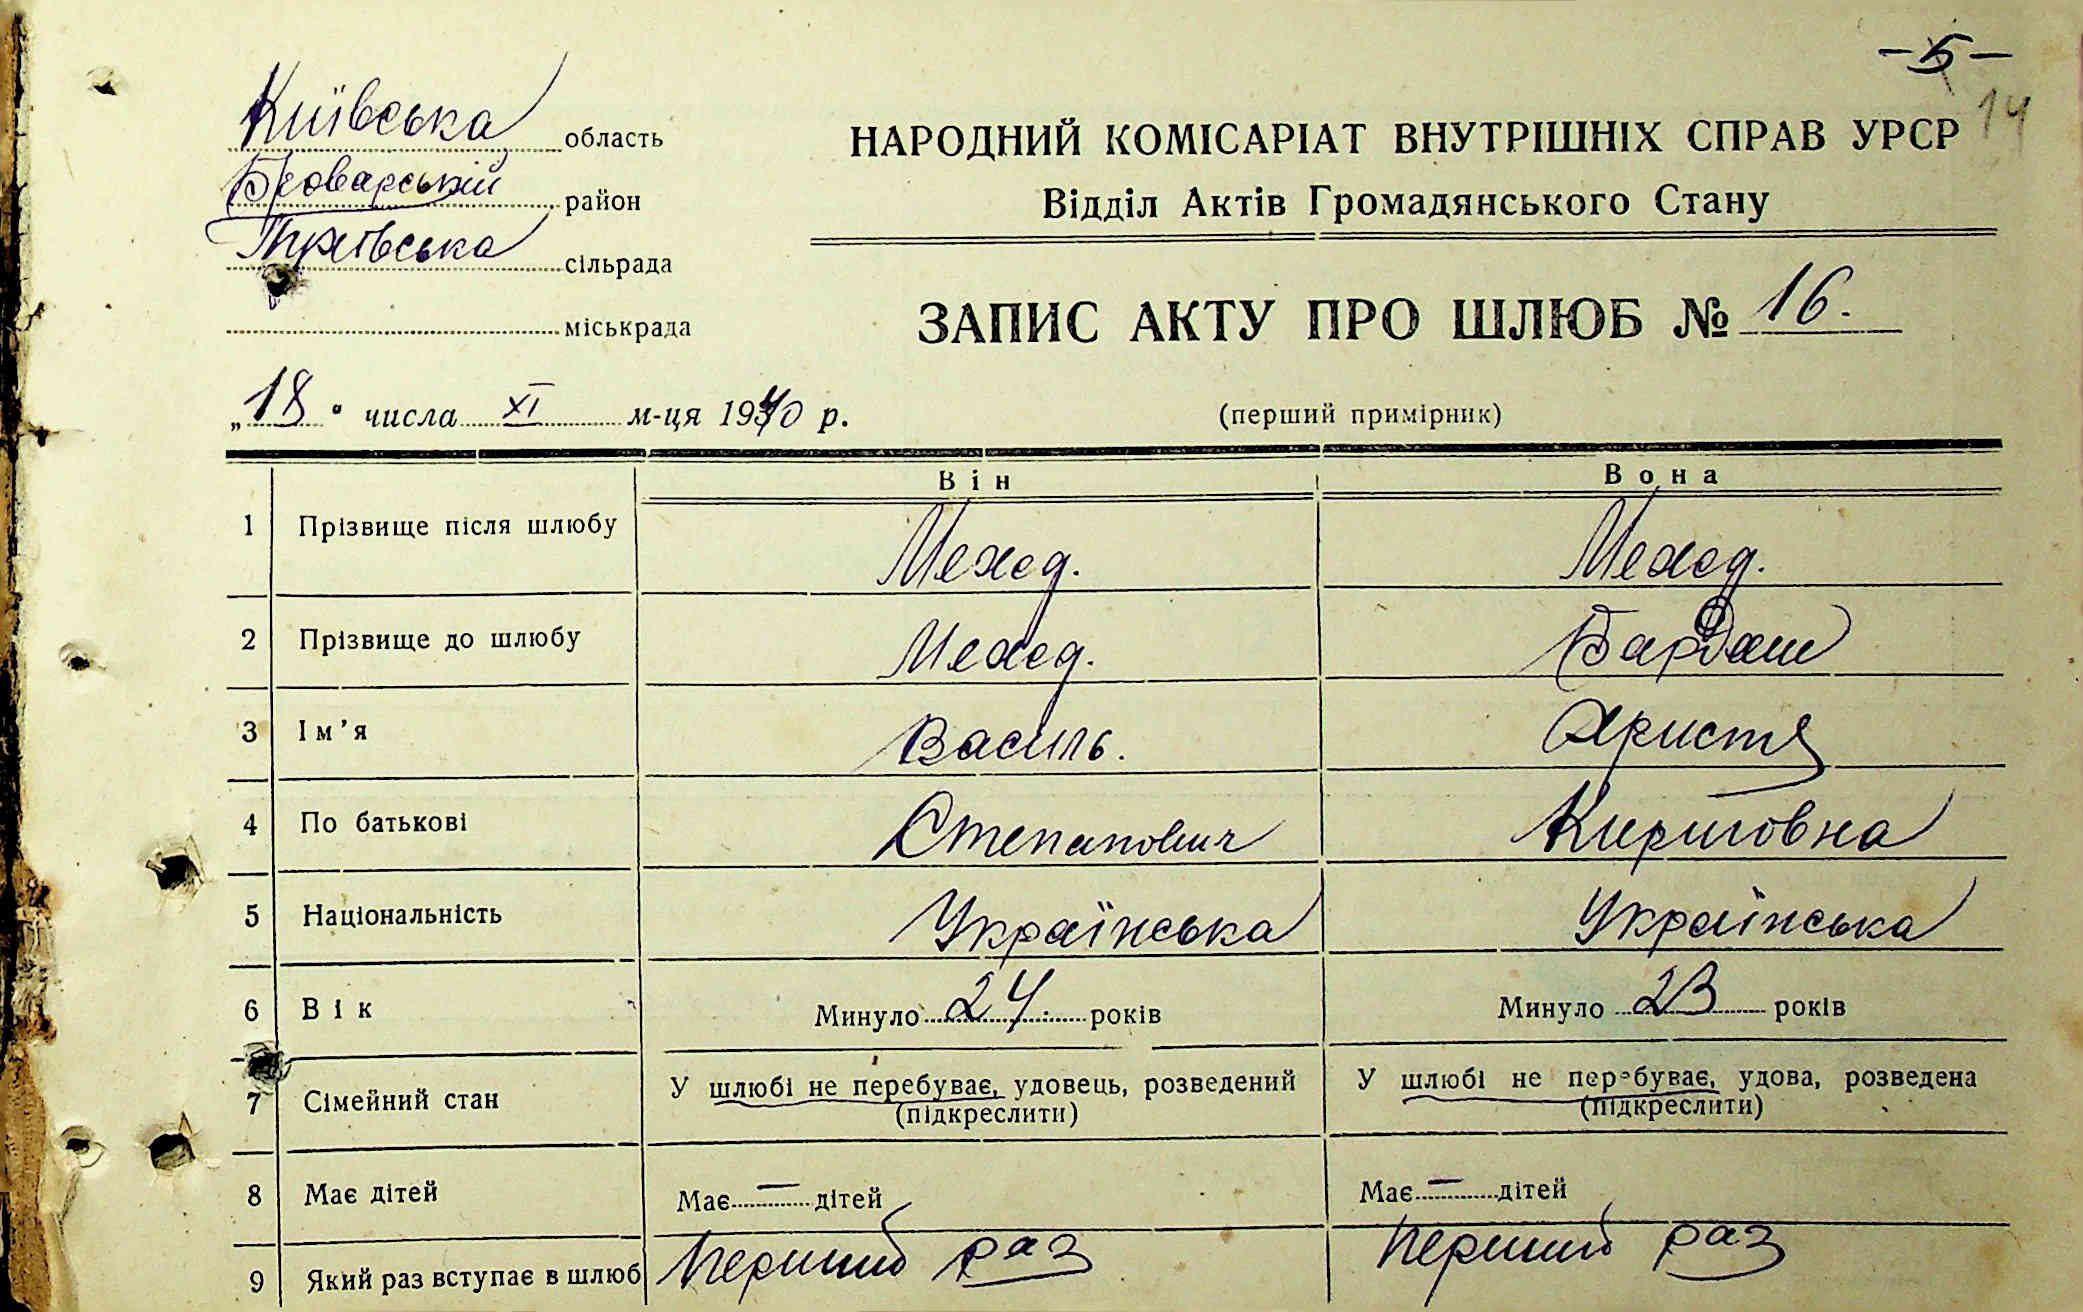 -5-
14
Київська область
Броварський район
сільрада
міськрада
НАРОДНИЙ КОМІСАРІАТ ВНУТРІШНІХ СПРАВ УРСР
Відділ Актів Громадянського Стану
ЗАПИС АКТУ ПРО ШЛЮБ № 16.
„18" числа XI м-ця 1940 р.
(перший примірник)
Він Вона
1 Прізвище після шлюбу Мехед. Мехед.
2 Прізвище до шлюбу Мехед. Бардаш
3 Ім'я Василь. Христя
4 По батькові Степанович
5 Національність Українська Українська
6 Вік Минуло 24 років Минуло 23 років
7 Сімейний стан У шлюбі не перебуває, удовець, розведений (підкреслити) У шлюбі не перебуває, удова, розведена (підкреслити)
8 Має дітей Має — дітей Має — дітей
9 Який раз вступає в шлюб Перший раз Перший раз